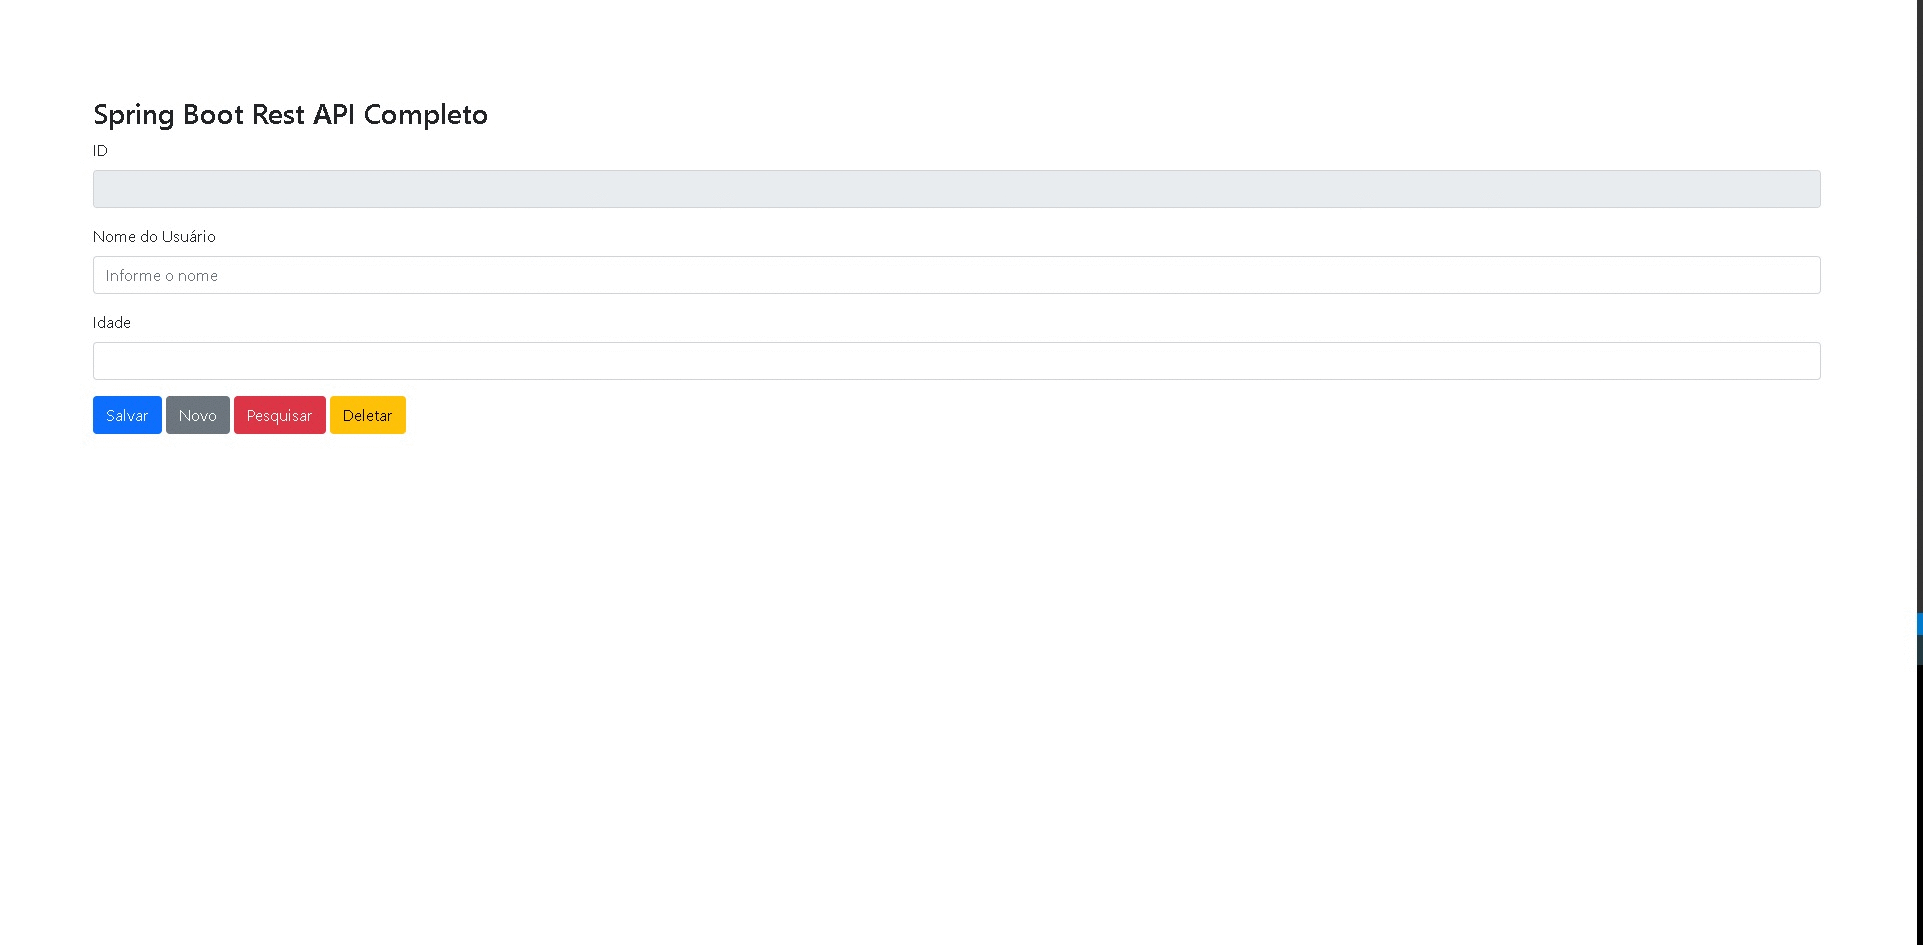 Spring Boot Rest API Completo
ID
Nome do Usuário
Informe o nome
Idade
Salvar Novo Pesquisar Deletar